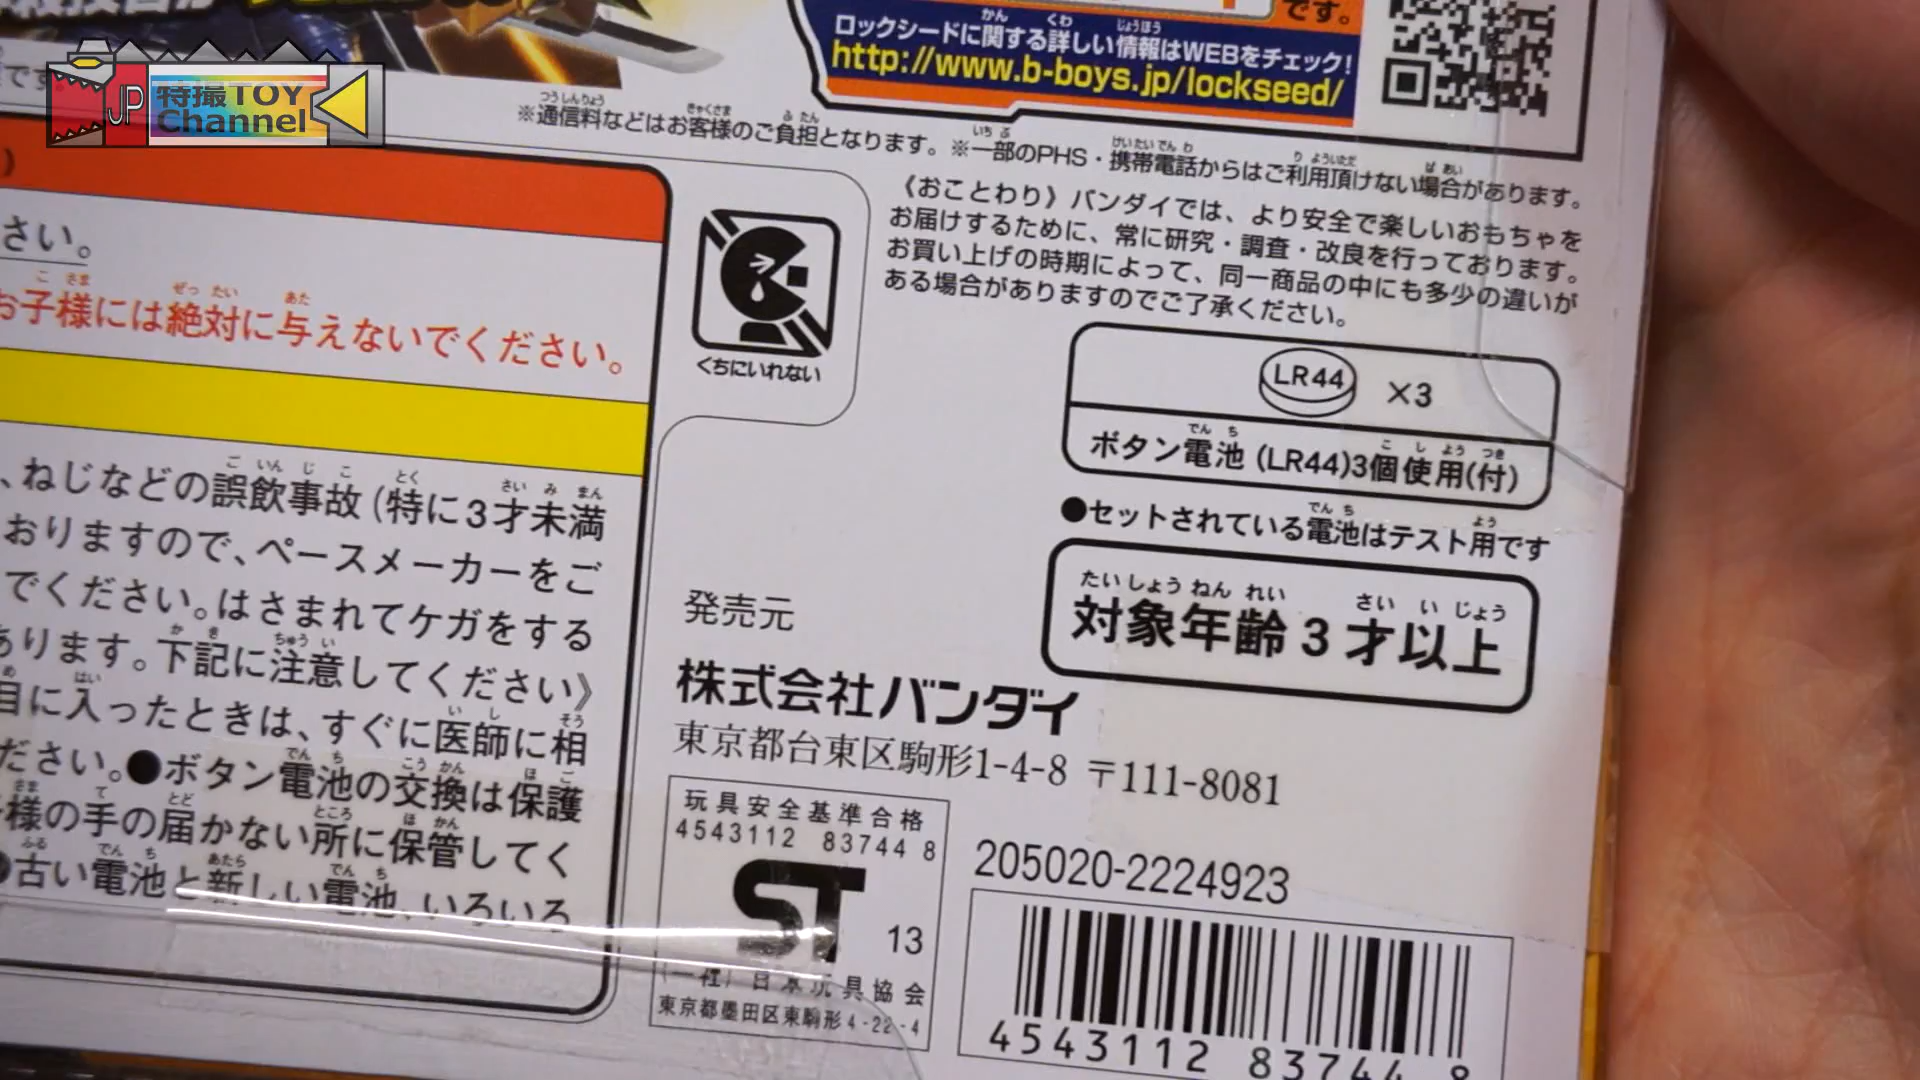 です。
ロックシードに関する詳しい情報はWEBをチェック!
http://www.b-boys.jp/lockseed/
JP 特撮TOY
Channel
※通信料などはお客様のご負担となります。※一部のPHS・携帯電話からはご利用頂けない場合があります。
《おことわり》バンダイでは、より安全で楽しいおもちゃを
お届けするために、常に研究・調査・改良を行っております。
お買い上げの時期によって、同一商品の中にも多少の違いが
ある場合がありますのでご了承ください。
さい。
お子様には絶対に与えないでください。
くちにいれない
LR44 ×3
ボタン電池 (LR44)3個使用(付)
●セットされている電池はテスト用です
対象年齢3才以上
、ねじなどの誤飲事故(特に3才未満
おりますので、ペースメーカーをご
でください。はさまれてケガをする
あります。下記に注意してください》
目に入ったときは、すぐに医師に相
ださい。●ボタン電池の交換は保護
様の手の届かない所に保管してく
●古い電池と新しい電池、いろいろ
発売元
株式会社バンダイ
東京都台東区駒形1-4-8 〒111-8081
玩具安全基準合格
4543112 83744 8
ST 13
(一社)日本玩具協会
東京都墨田区東駒形4-22-4
205020-2224923
4543112 83744 8